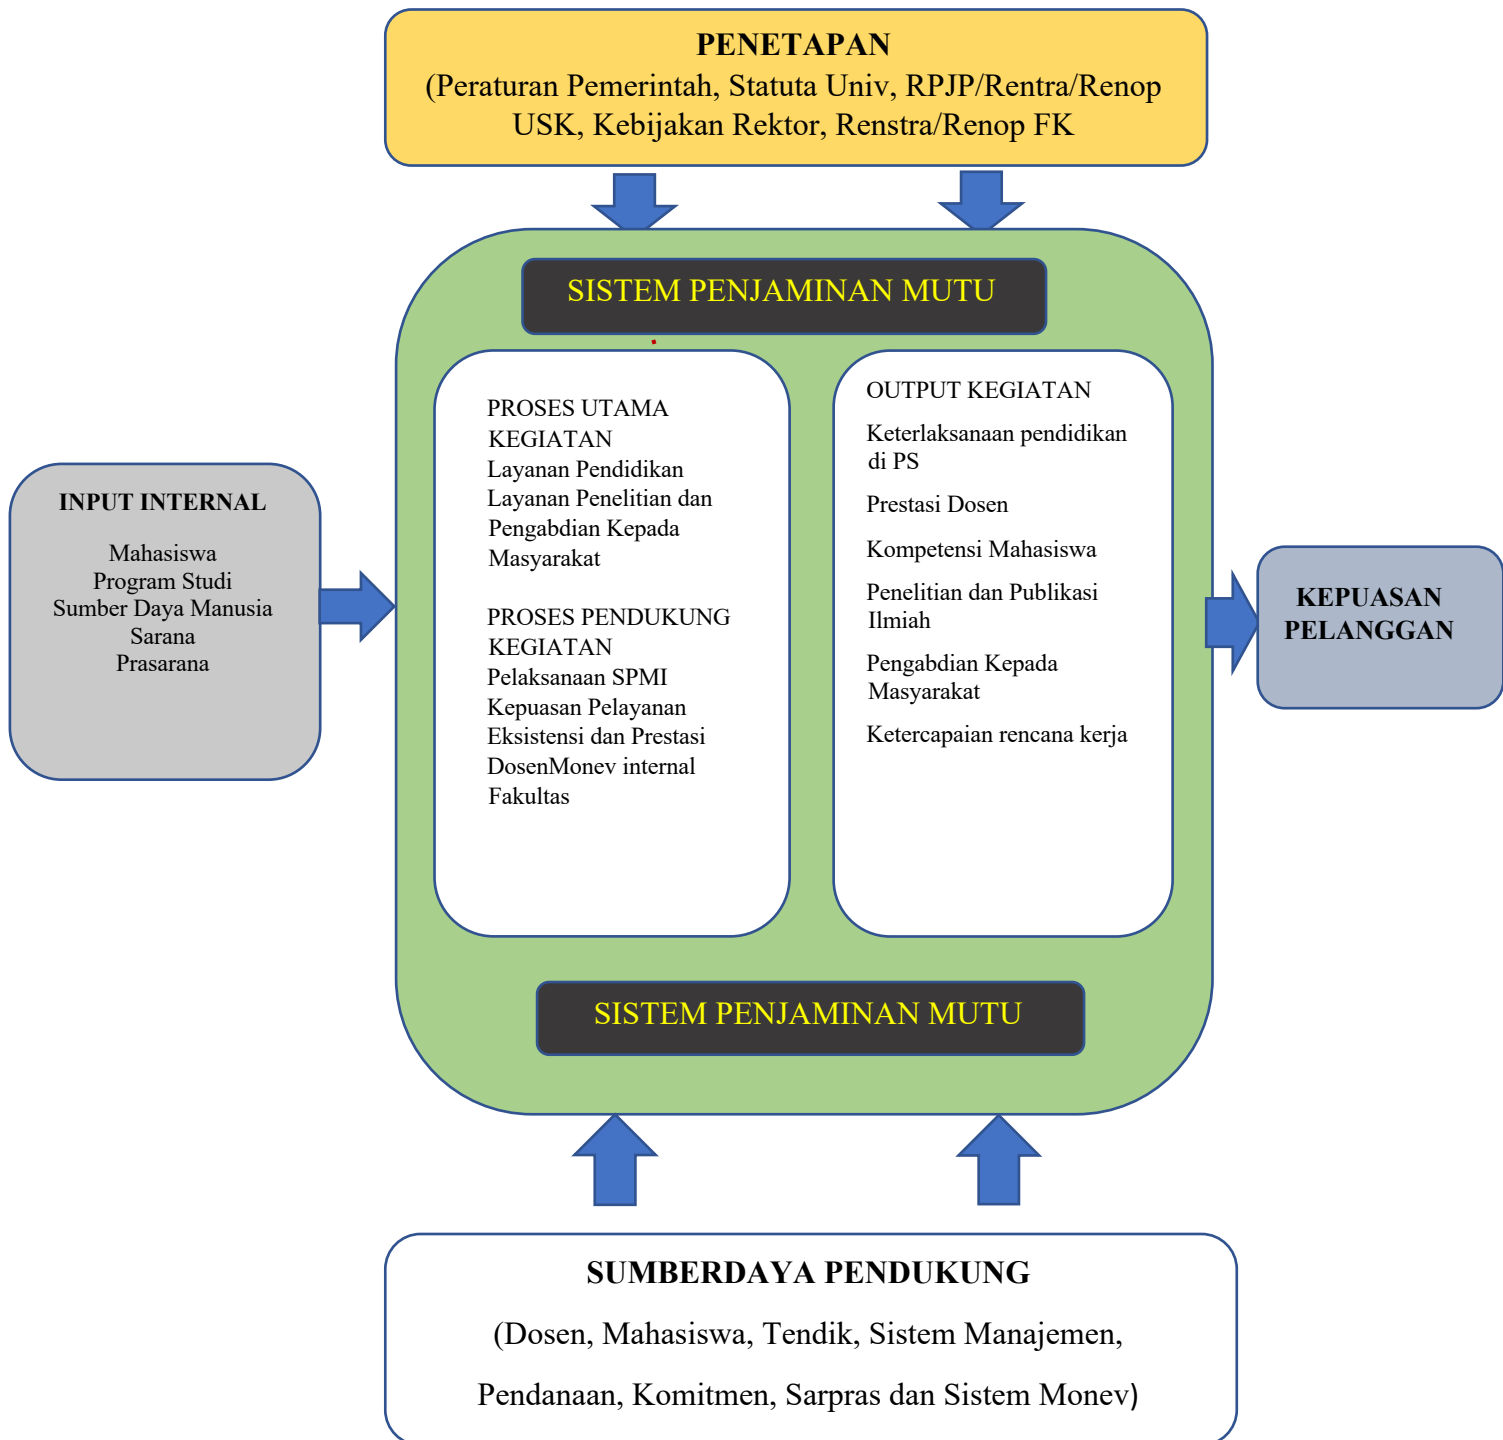 PENETAPAN
(Peraturan Pemerintah, Statuta Univ, RPJP/Rentra/Renop
USK, Kebijakan Rektor, Renstra/Renop FK
SISTEM PENJAMINAN MUTU
INPUT INTERNAL
Mahasiswa
Program Studi
Sumber Daya Manusia
Sarana
Prasarana
PROSES UTAMA
KEGIATAN
Layanan Pendidikan
Layanan Penelitian dan
Pengabdian Kepada
Masyarakat
PROSES PENDUKUNG
KEGIATAN
Pelaksanaan SPMI
Kepuasan Pelayanan
Eksistensi dan Prestasi
DosenMonev internal
Fakultas
OUTPUT KEGIATAN
Keterlaksanaan pendidikan
di PS
Prestasi Dosen
Kompetensi Mahasiswa
Penelitian dan Publikasi
Ilmiah
Pengabdian Kepada
Masyarakat
Ketercapaian rencana kerja
KEPUASAN
PELANGGAN
SISTEM PENJAMINAN MUTU
SUMBERDAYA PENDUKUNG
(Dosen, Mahasiswa, Tendik, Sistem Manajemen,
Pendanaan, Komitmen, Sarpras dan Sistem Monev)